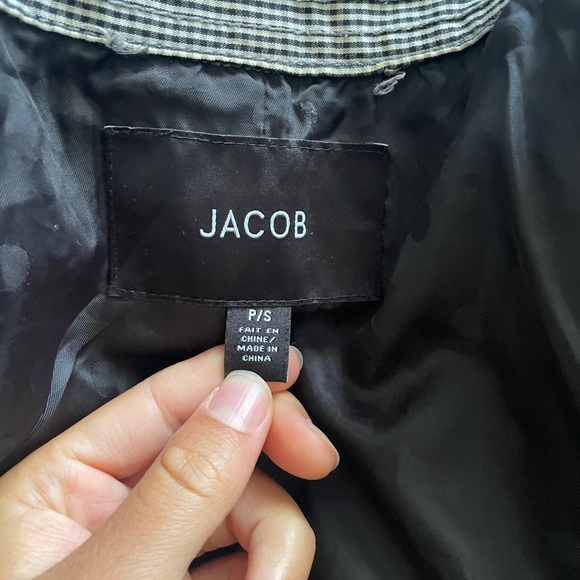 JACOB
P/S
FAIT EN
CHINE/
MADE IN
CHINA